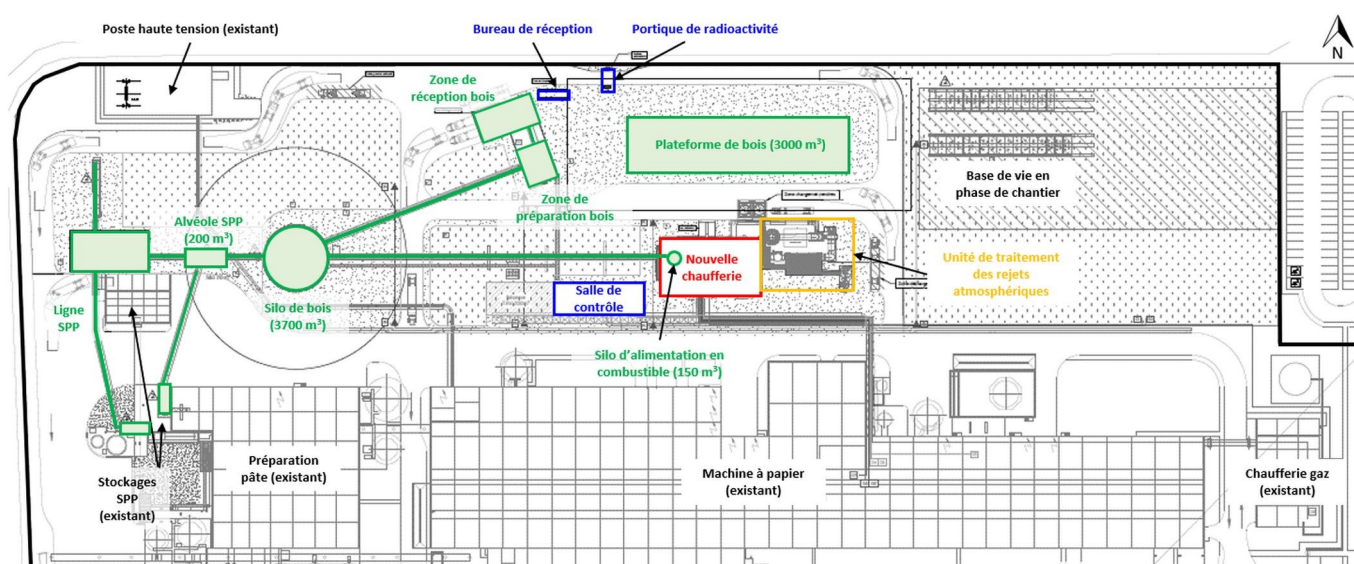 Poste haute tension (existant)
Bureau de réception
Portique de radioactivité
N
Zone de
réception bois
Plateforme de bois (3000 m³)
Base de vie en
phase de chantier
Zone de
préparation bois
Alvéole SPP
(200 m³)
Nouvelle
chaufferie
Unité de traitement
des rejets
atmosphériques
Ligne
SPP
Silo de bois
(3700 m³)
Salle de
contrôle
Silo d'alimentation en
combustible (150 m³)
Préparation
pâte (existant)
Machine à papier
(existant)
Chaufferie gaz
(existant)
Stockages
SPP
(existant)